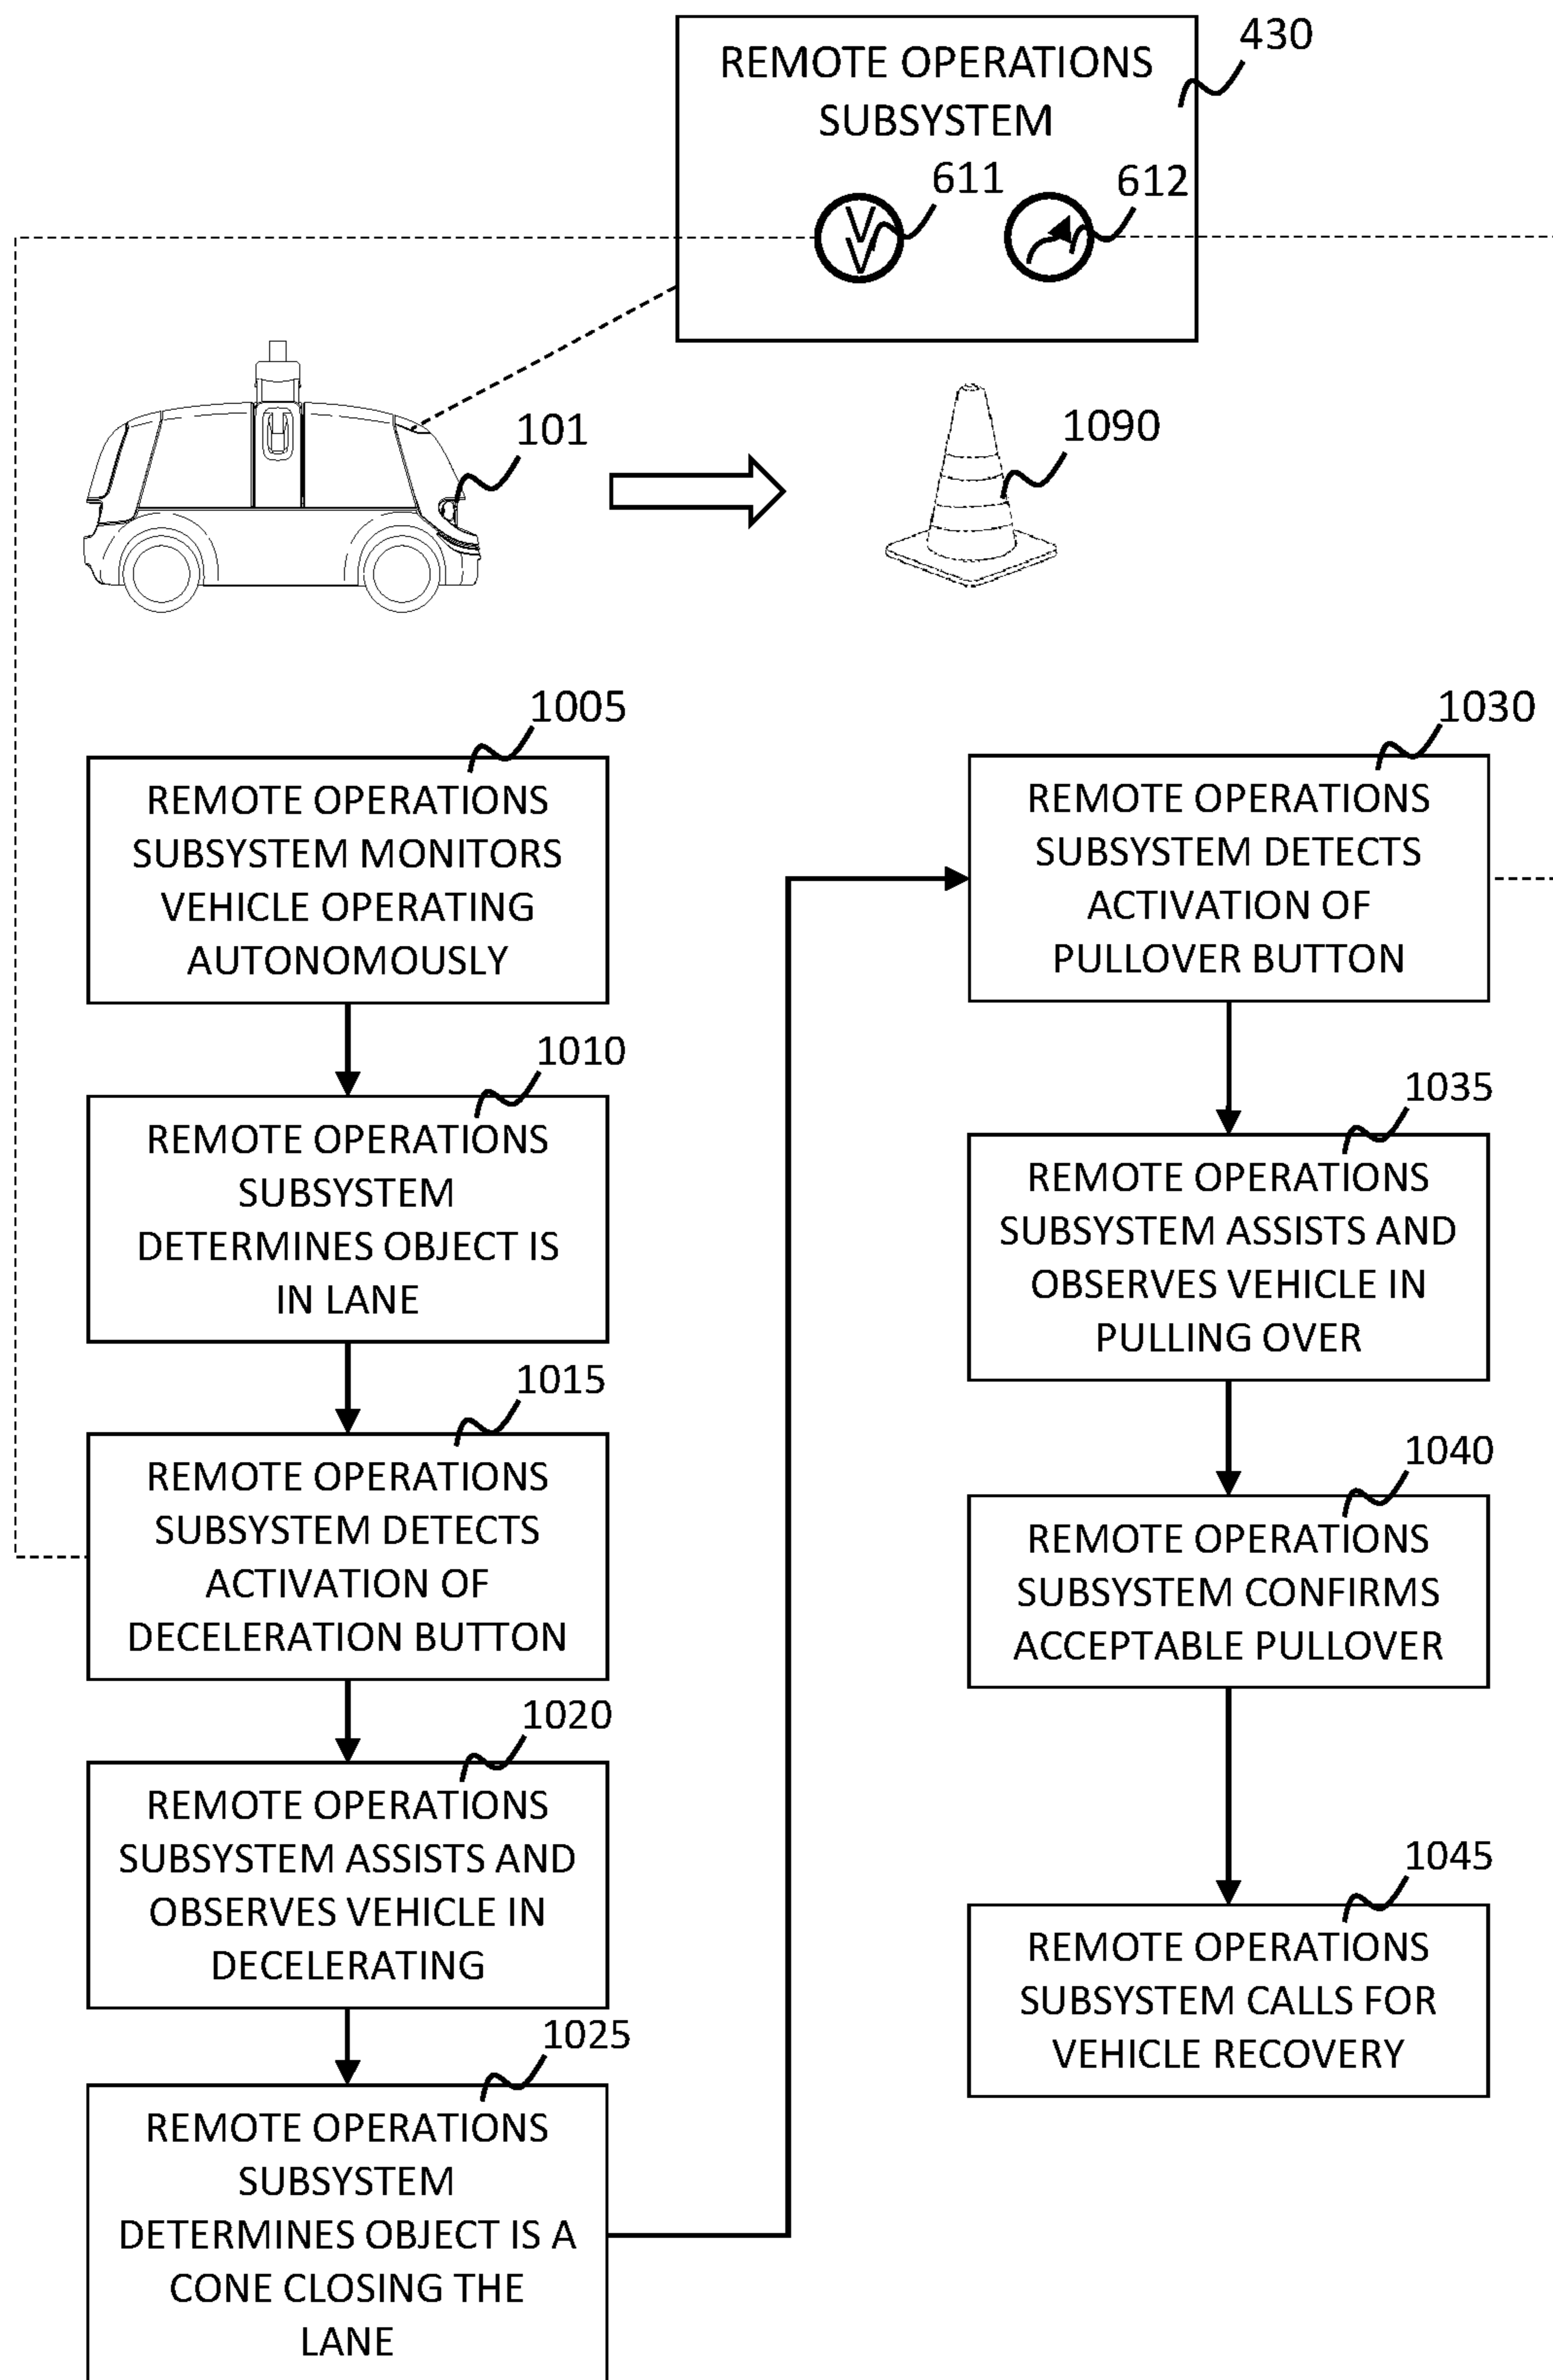 REMOTE OPERATIONS
SUBSYSTEM
430
611
612
101
1090
1005
REMOTE OPERATIONS
SUBSYSTEM MONITORS
VEHICLE OPERATING
AUTONOMOUSLY
1010
REMOTE OPERATIONS
SUBSYSTEM
DETERMINES OBJECT IS
IN LANE
1015
REMOTE OPERATIONS
SUBSYSTEM DETECTS
ACTIVATION OF
DECELERATION BUTTON
1020
REMOTE OPERATIONS
SUBSYSTEM ASSISTS AND
OBSERVES VEHICLE IN
DECELERATING
1025
REMOTE OPERATIONS
SUBSYSTEM
DETERMINES OBJECT IS A
CONE CLOSING THE
LANE
1030
REMOTE OPERATIONS
SUBSYSTEM DETECTS
ACTIVATION OF
PULLOVER BUTTON
1035
REMOTE OPERATIONS
SUBSYSTEM ASSISTS AND
OBSERVES VEHICLE IN
PULLING OVER
1040
REMOTE OPERATIONS
SUBSYSTEM CONFIRMS
ACCEPTABLE PULLOVER
1045
REMOTE OPERATIONS
SUBSYSTEM CALLS FOR
VEHICLE RECOVERY